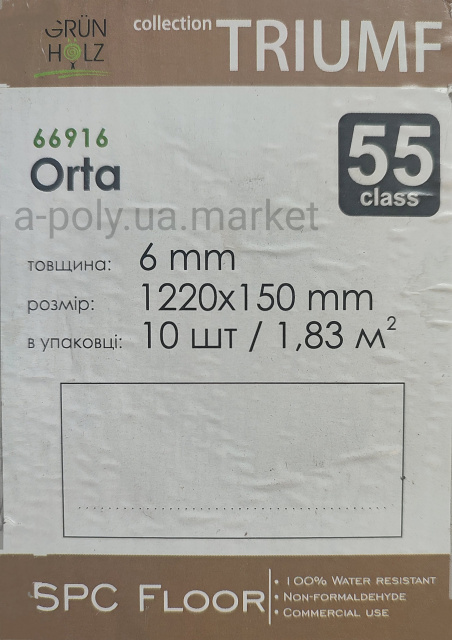 GRÜN
HOLZ
collection TRIUMF
66916
Orta
55
class
a-poly.ua.market
товщина: 6 mm
розмір: 1220x150 mm
в упаковці: 10 шт / 1,83 м²
SPC FLOOR
• 100% WATER RESISTANT
• NON-FORMALDEHYDE
• COMMERCIAL USE